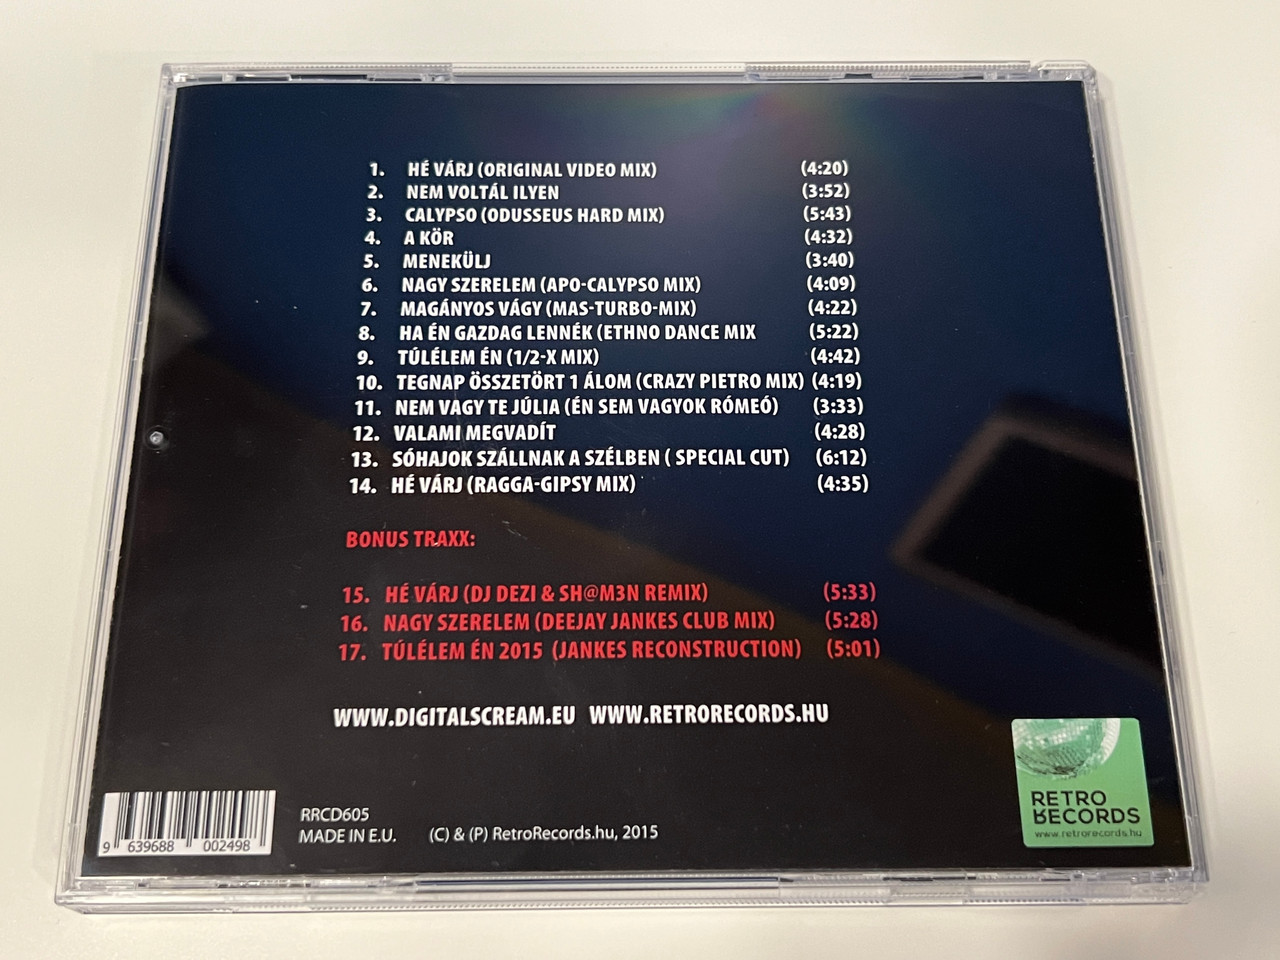 1. HÉ VÁRJ (ORIGINAL VIDEO MIX) (4:20)
2. NEM VOLTÁL ILYEN (3:52)
3. CALYPSO (ODUSSEUS HARD MIX) (5:43)
4. A KÖR (4:32)
5. MENEKÜLJ (3:40)
6. NAGY SZERELEM (APO-CALYPSO MIX) (4:09)
7. MAGÁNYOS VÁGY (MAS-TURBO-MIX) (4:22)
8. HA ÉN GAZDAG LENNÉK (ETHNO DANCE MIX (5:22)
9. TÚLÉLEM ÉN (1/2-X MIX) (4:42)
10. TEGNAP ÖSSZETÖRT 1 ÁLOM (CRAZY PIETRO MIX) (4:19)
11. NEM VAGY TE JÚLIA (ÉN SEM VAGYOK RÓMEÓ) (3:33)
12. VALAMI MEGVADÍT (4:28)
13. SÓHAJOK SZÁLLNAK A SZÉLBEN ( SPECIAL CUT) (6:12)
14. HÉ VÁRJ (RAGGA-GIPSY MIX) (4:35)
BONUS TRAXX:
15. HÉ VÁRJ (DJ DEZI & SH@M3N REMIX) (5:33)
16. NAGY SZERELEM (DEEJAY JANKES CLUB MIX) (5:28)
17. TÚLÉLEM ÉN 2015 (JANKES RECONSTRUCTION) (5:01)
WWW.DIGITALSCREAM.EU WWW.RETRORECORDS.HU
RETRO
RECORDS
www.retrorecords.hu
RRCD605
MADE IN E.U. (C) & (P) RetroRecords.hu, 2015
9 639688 002498